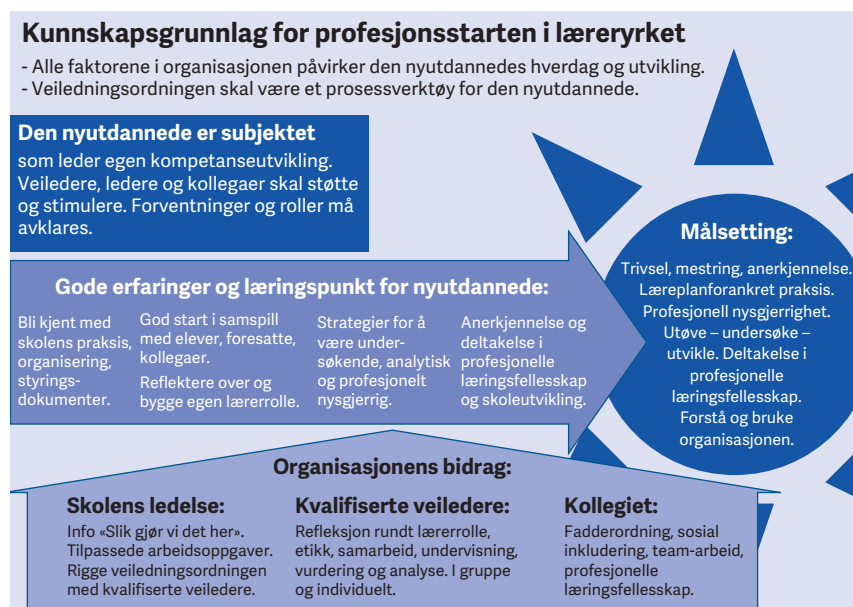 Kunnskapsgrunnlag for profesjonsstarten i læreryrket
- Alle faktorene i organisasjonen påvirker den nyutdannedes hverdag og utvikling.
- Veiledningsordningen skal være et prosessverktøy for den nyutdannede.
Den nyutdannede er subjektet
som leder egen kompetanseutvikling.
Veiledere, ledere og kollegaer skal støtte
og stimulere. Forventninger og roller må
avklares.
Gode erfaringer og læringspunkt for nyutdannede:
Bli kjent med
skolens praksis,
organisering,
styrings-
dokumenter.
God start i samspill
med elever, foresatte,
kollegaer.
Reflektere over og
bygge egen lærerrolle.
Strategier for å
være under-
søkende, analytisk
og profesjonelt
nysgjerrig.
Anerkjennelse og
deltakelse i
profesjonelle
læringsfellesskap
og skoleutvikling.
Målsetting:
Trivsel, mestring, anerkjennelse.
Læreplanforankret praksis.
Profesjonell nysgjerrighet.
Utøve – undersøke –
utvikle. Deltakelse i
profesjonelle
læringsfellesskap.
Forstå og bruke
organisasjonen.
Organisasjonens bidrag:
Skolens ledelse:
Info «Slik gjør vi det her».
Tilpassede arbeidsoppgaver.
Rigge veiledningsordningen
med kvalifiserte veiledere.
Kvalifiserte veiledere:
Refleksjon rundt lærerrolle,
etikk, samarbeid, undervisning,
vurdering og analyse. I gruppe
og individuelt.
Kollegiet:
Fadderordning, sosial
inkludering, team-arbeid,
profesjonelle
læringsfellesskap.